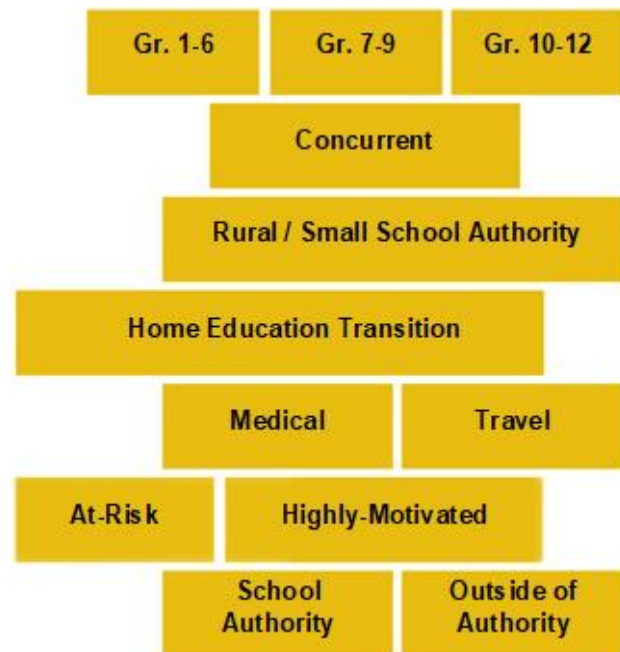 Gr. 1-6
Gr. 7-9
Gr. 10-12
Concurrent
Rural / Small School Authority
Home Education Transition
Medical
Travel
At-Risk
Highly-Motivated
School
Authority
Outside of
Authority